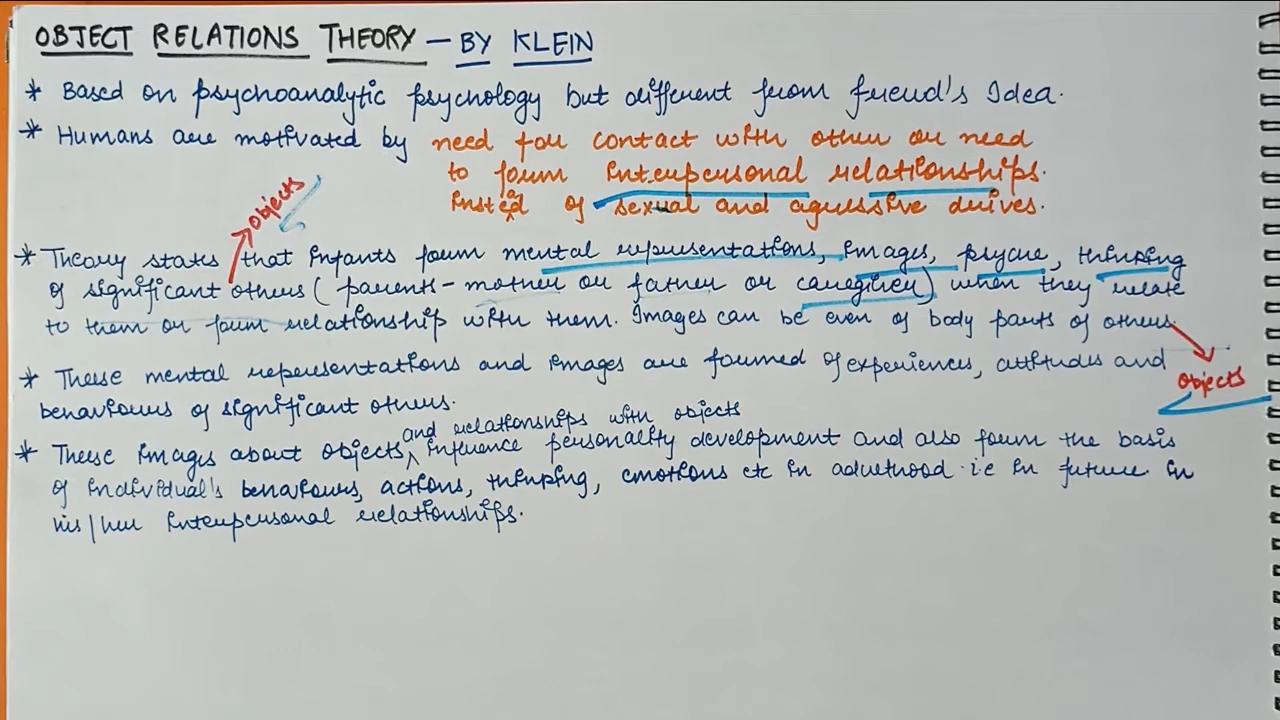 OBJECT RELATIONS THEORY - BY KLEIN
* Based on psychoanalytic psychology but different from freud's Idea.
* Humans are motivated by need for contact with other or need
to form Interpersonal relationships.
Instead of sexual and agressive drives.
objects
* Theory states that infants form mental representations, images, psyche, thinking
of significant others (parents - mother or father or caregiver) when they relate
to them or form relationship with them. Images can be even of body parts of others.
objects
* These mental representations and images are formed of experiences, attitudes and
behaviours of significant others.
and relationships with objects
* These images about objects ^ influence personality development and also form the basis
of individual's behaviours, actions, thinking, emotions etc in adulthood i.e in future in
his/her interpersonal relationships.